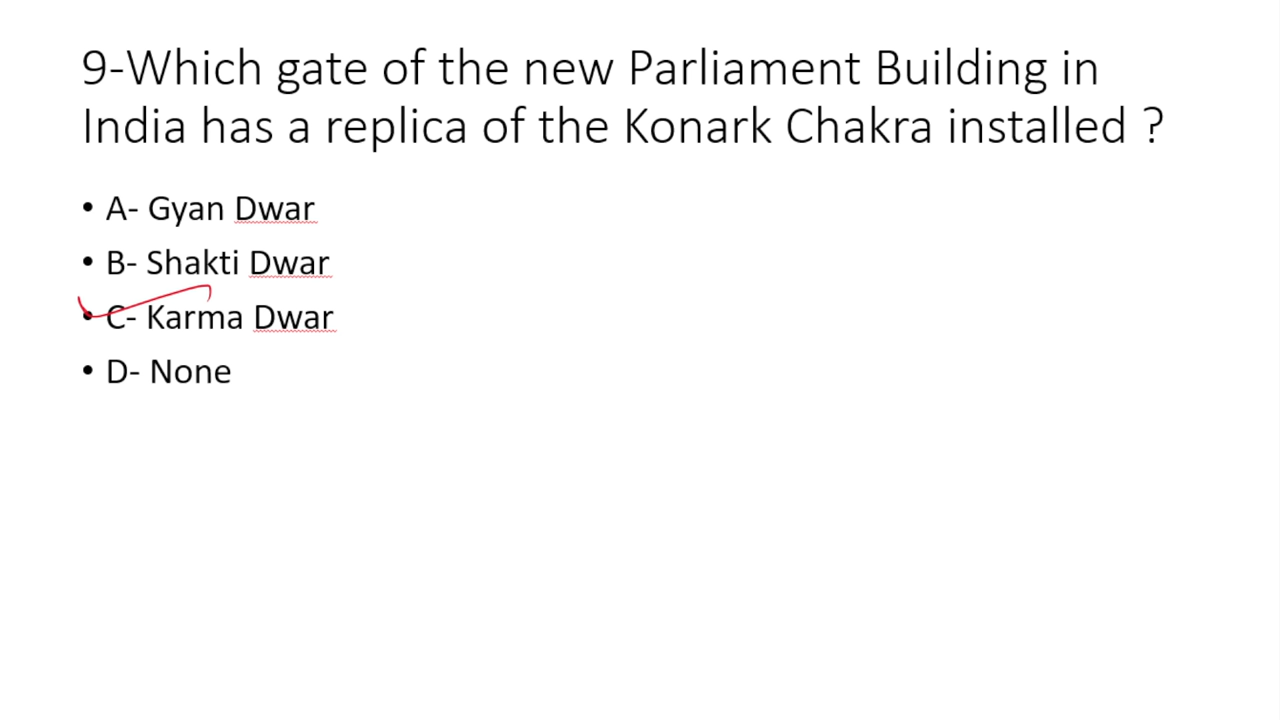 9-Which gate of the new Parliament Building in
India has a replica of the Konark Chakra installed ?
• A- Gyan Dwar
• B- Shakti Dwar
• C- Karma Dwar
• D- None